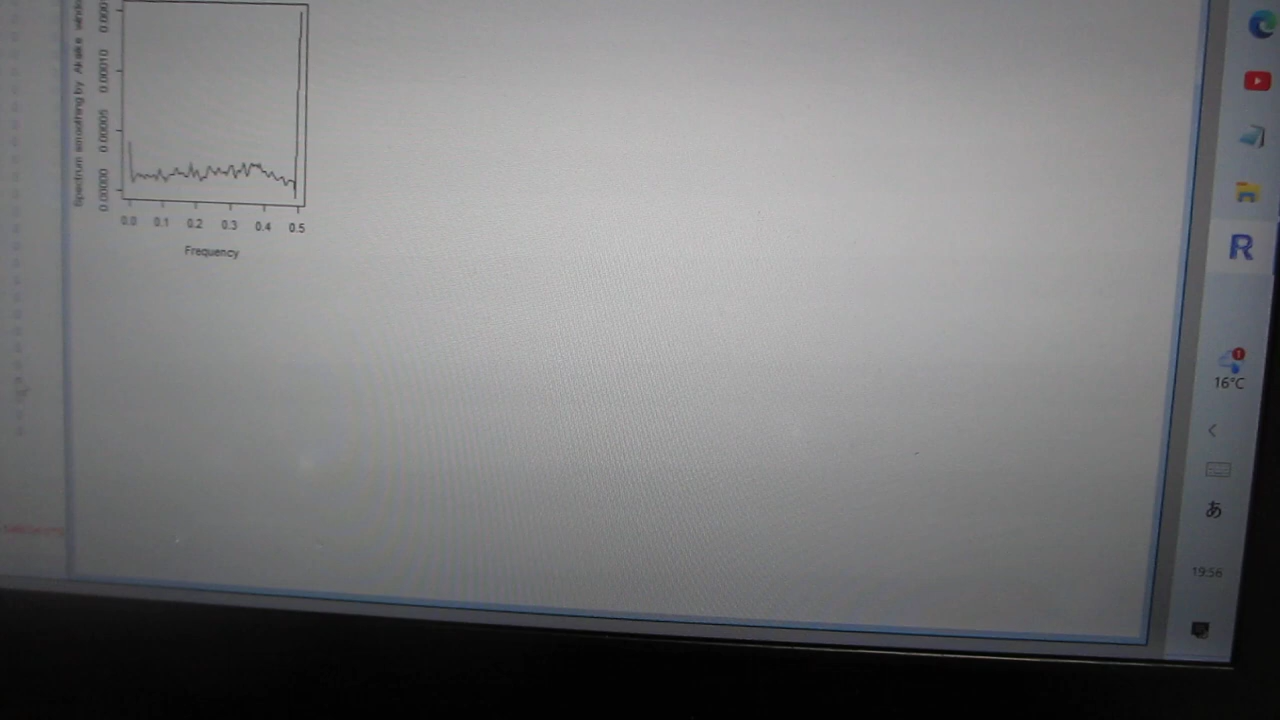 Spectrum smoothing by Akaike
0.00010
0.00005
0.00000
0.0 0.1 0.2 0.3 0.4 0.5
Frequency
R
1
16°C
あ
19:56